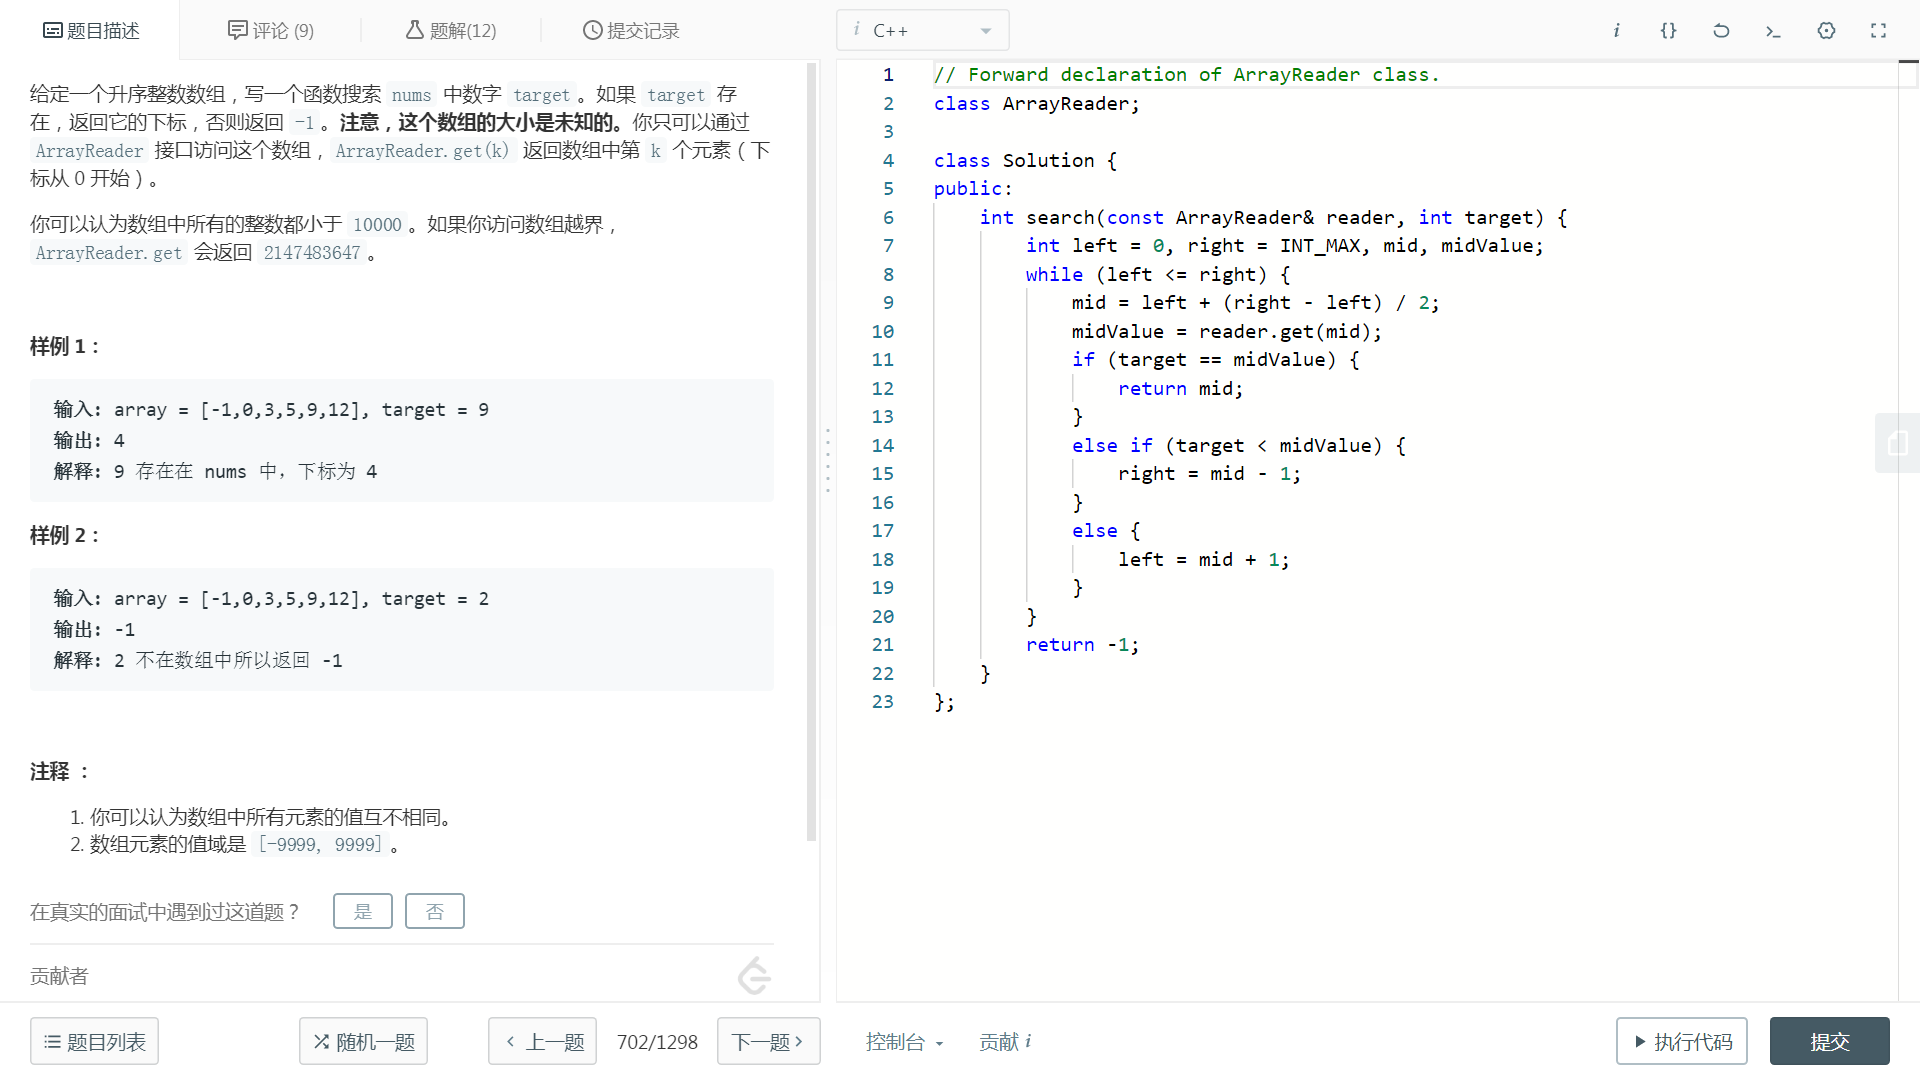 题目描述
评论 (9)
题解(12)
提交记录
给定一个升序整数数组，写一个函数搜索 nums 中数字 target。如果 target 存
在，返回它的下标，否则返回 -1。注意，这个数组的大小是未知的。你只可以通过
ArrayReader 接口访问这个数组，ArrayReader.get(k) 返回数组中第 k 个元素（下
标从 0 开始）。
你可以认为数组中所有的整数都小于 10000。如果你访问数组越界，
ArrayReader.get 会返回 2147483647。
样例 1：
输入: array = [-1,0,3,5,9,12], target = 9
输出: 4
解释: 9 存在在 nums 中，下标为 4
样例 2：
输入: array = [-1,0,3,5,9,12], target = 2
输出: -1
解释: 2 不在数组中所以返回 -1
注释 ：
1. 你可以认为数组中所有元素的值互不相同。
2. 数组元素的值域是 [-9999, 9999]。
在真实的面试中遇到过这道题？
是
否
贡献者
题目列表
随机一题
上一题
702/1298
下一题
i C++
i {}
1 // Forward declaration of ArrayReader class.
2 class ArrayReader;
3
4 class Solution {
5 public:
6     int search(const ArrayReader& reader, int target) {
7         int left = 0, right = INT_MAX, mid, midValue;
8         while (left <= right) {
9             mid = left + (right - left) / 2;
10             midValue = reader.get(mid);
11             if (target == midValue) {
12                 return mid;
13             }
14             else if (target < midValue) {
15                 right = mid - 1;
16             }
17             else {
18                 left = mid + 1;
19             }
20         }
21         return -1;
22     }
23 };
控制台
贡献 i
执行代码
提交